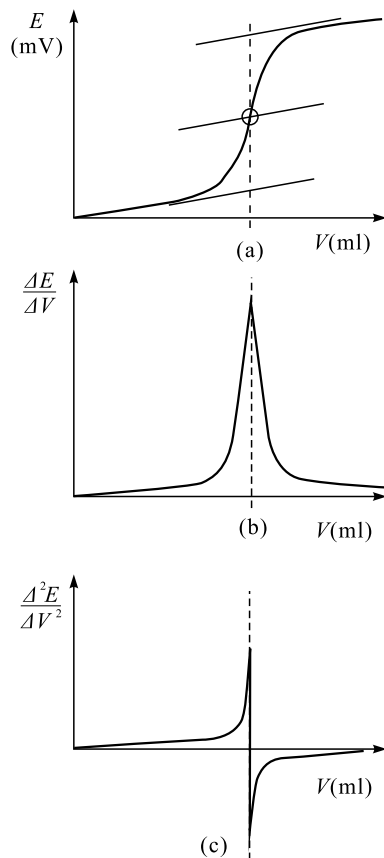 E
(mV)
(a)
V(ml)
ΔE
ΔV
(b)
V(ml)
Δ²E
ΔV²
V(ml)
(c)